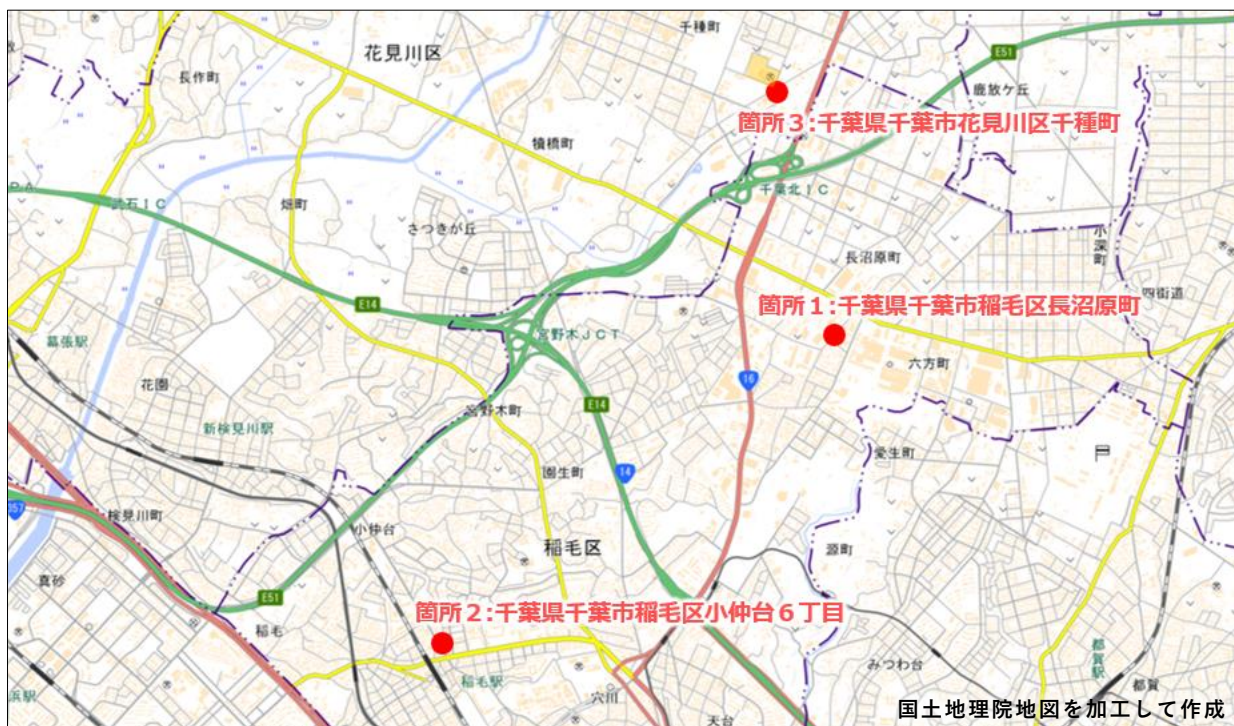 千種町
花見川区
E51
長作町
鹿放ケ丘
箇所3:千葉県千葉市花見川区千種町
犢橋町
千葉北IC
武石IC
畑町
さつきが丘
小深町
長沼原町
四街道
箇所1:千葉県千葉市稲毛区長沼原町
E14
宮野木JCT
幕張駅
六方町
花園
16
E14
宮野木町
新検見川駅
愛生町
園生町
14
検見川町
小仲台
稲毛区
源町
真砂
E51
箇所2:千葉県千葉市稲毛区小仲台6丁目
稲毛
みつわ台
都賀駅
稲毛駅
穴川
都賀
天台
国土地理院地図を加工して作成